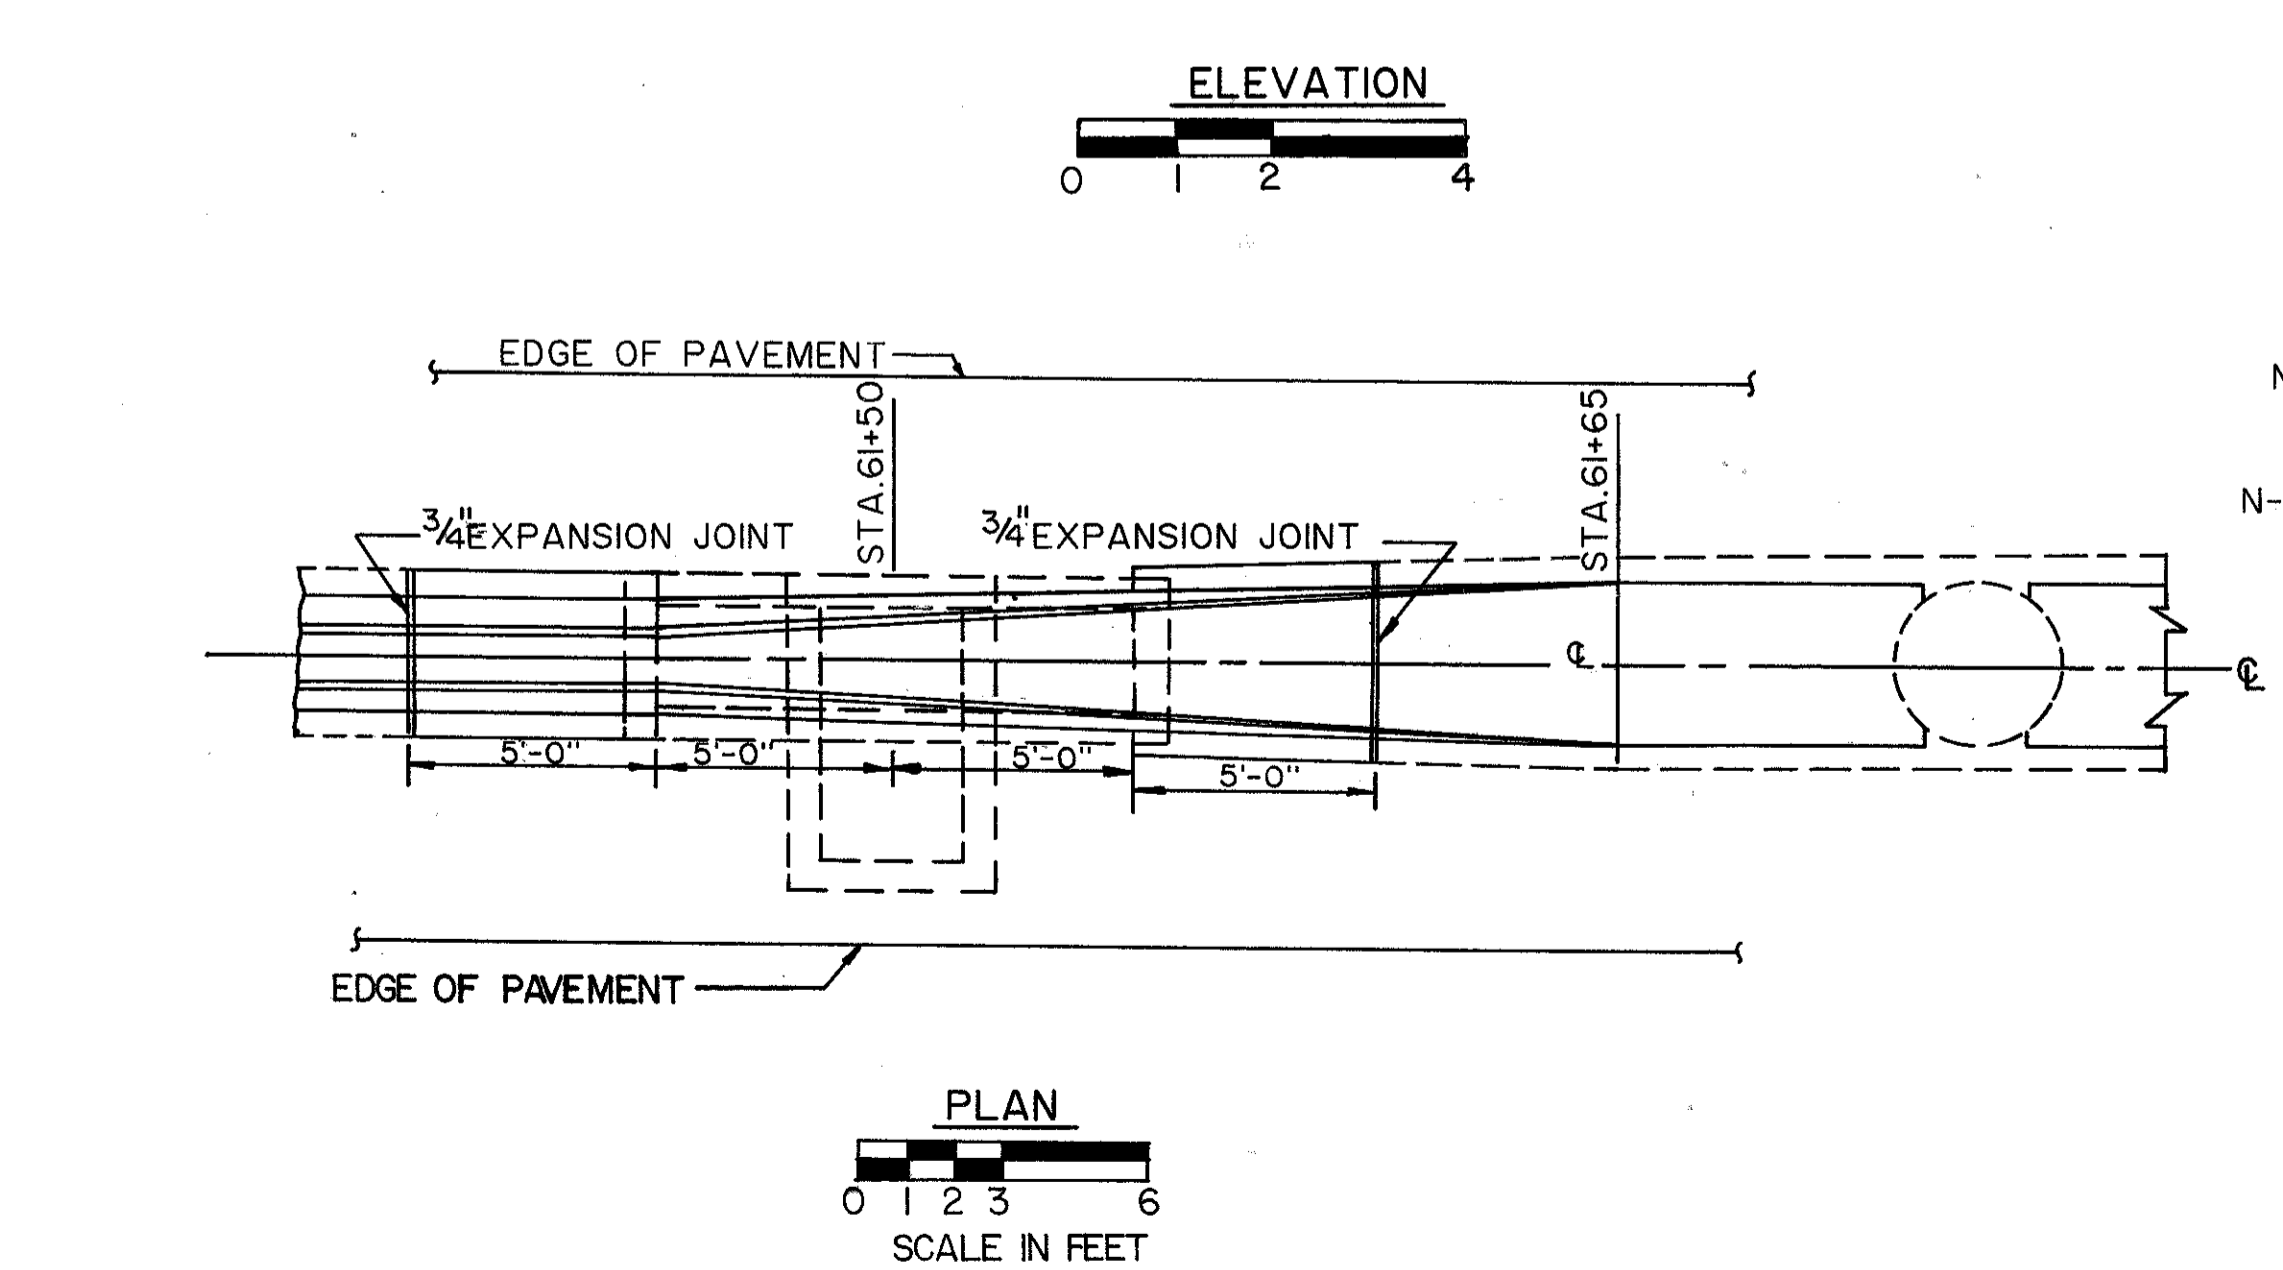 ELEVATION
0 1 2 4
EDGE OF PAVEMENT
STA.61+50
STA.61+65
N
N-
3/4" EXPANSION JOINT
3/4" EXPANSION JOINT
℄
℄
5'-0"
5'-0"
5'-0"
5'-0"
EDGE OF PAVEMENT
PLAN
0 1 2 3 6
SCALE IN FEET